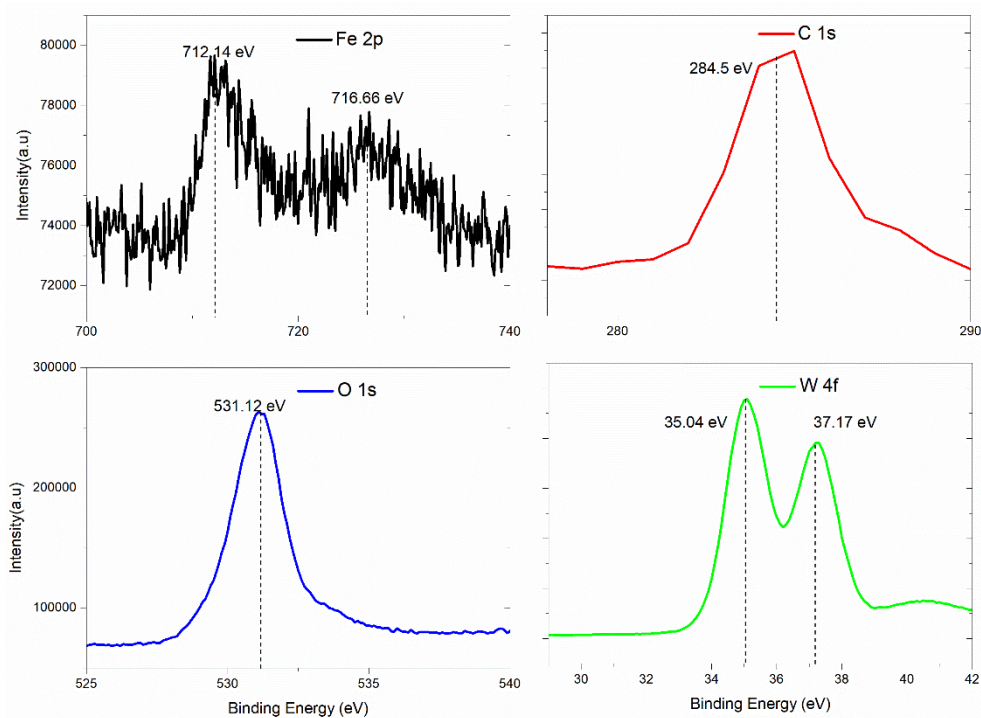 Fe 2p
712.14 eV
716.66 eV
80000
78000
76000
74000
72000
Intensity(a.u)
700
720
740
C 1s
284.5 eV
280
290
O 1s
531.12 eV
300000
200000
100000
Intensity(a.u)
525
530
535
540
Binding Energy (eV)
W 4f
35.04 eV
37.17 eV
30
32
34
36
38
40
42
Binding Energy (eV)